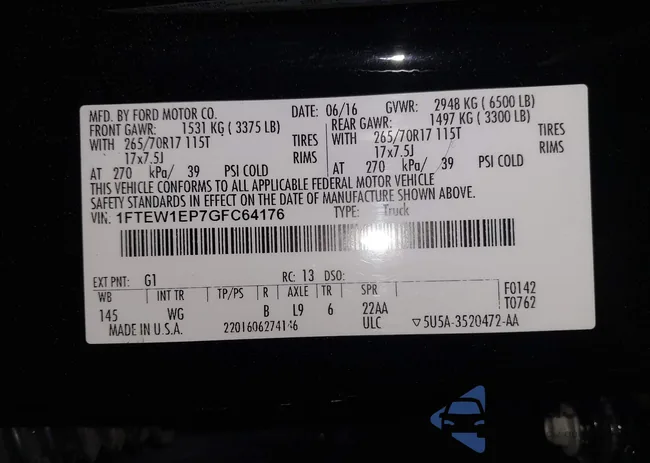 MFD. BY FORD MOTOR CO. DATE: 06/16 GVWR: 2948 KG ( 6500 LB)
FRONT GAWR: 1531 KG ( 3375 LB) REAR GAWR: 1497 KG ( 3300 LB)
WITH 265/70R17 115T TIRES WITH 265/70R17 115T TIRES
17x7.5J RIMS 17x7.5J RIMS
AT 270 kPa/ 39 PSI COLD AT 270 kPa/ 39 PSI COLD
THIS VEHICLE CONFORMS TO ALL APPLICABLE FEDERAL MOTOR VEHICLE
SAFETY STANDARDS IN EFFECT ON THE DATE OF MANUFACTURE SHOWN ABOVE.
VIN: 1FTEW1EP7GFC64176 TYPE: Truck
EXT PNT: G1 RC: 13 DSO: F0142
WB INT TR TP/PS R AXLE TR SPR T0762
145 WG B L9 6 22AA
MADE IN U.S.A. 2201606274146 ULC ▽5U5A-3520472-AA